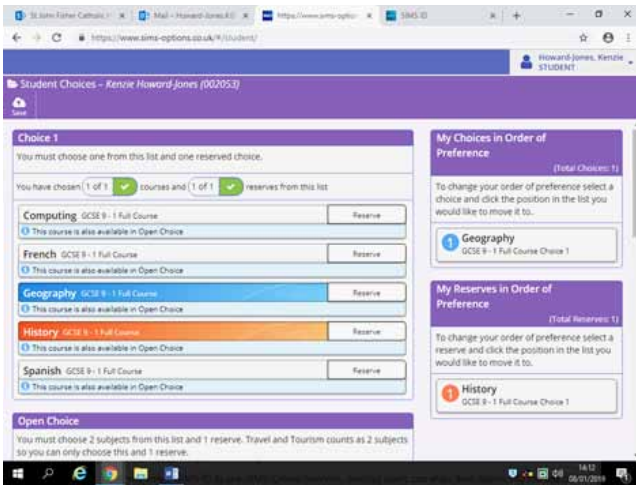 St John Fisher Catholic
Mail - Howard-Jones,K
https://www.sims-option
SIMS ID
https://www.sims-options.co.uk/#/student/
Howard-Jones, Kenzie
STUDENT
Student Choices - Kenzie Howard-Jones (002053)
Save
Choice 1
You must choose one from this list and one reserved choice.
You have chosen 1 of 1 courses and 1 of 1 reserves from this list
Computing GCSE 9 - 1 Full Course Reserve
This course is also available in Open Choice
French GCSE 9 - 1 Full Course Reserve
This course is also available in Open Choice
Geography GCSE 9 - 1 Full Course Reserve
This course is also available in Open Choice
History GCSE 9 - 1 Full Course Reserve
This course is also available in Open Choice
Spanish GCSE 9 - 1 Full Course Reserve
This course is also available in Open Choice
Open Choice
You must choose 2 subjects from this list and 1 reserve. Travel and Tourism counts as 2 subjects
so you can only choose this and 1 reserve.
My Choices in Order of
Preference
(Total Choices: 1)
To change your order of preference select a
choice and click the position in the list you
would like to move it to.
1 Geography
GCSE 9 - 1 Full Course Choice 1
My Reserves in Order of
Preference
(Total Reserves: 1)
To change your order of preference select a
reserve and click the position in the list you
would like to move it to.
1 History
GCSE 9 - 1 Full Course Choice 1
14:12
08/01/2019